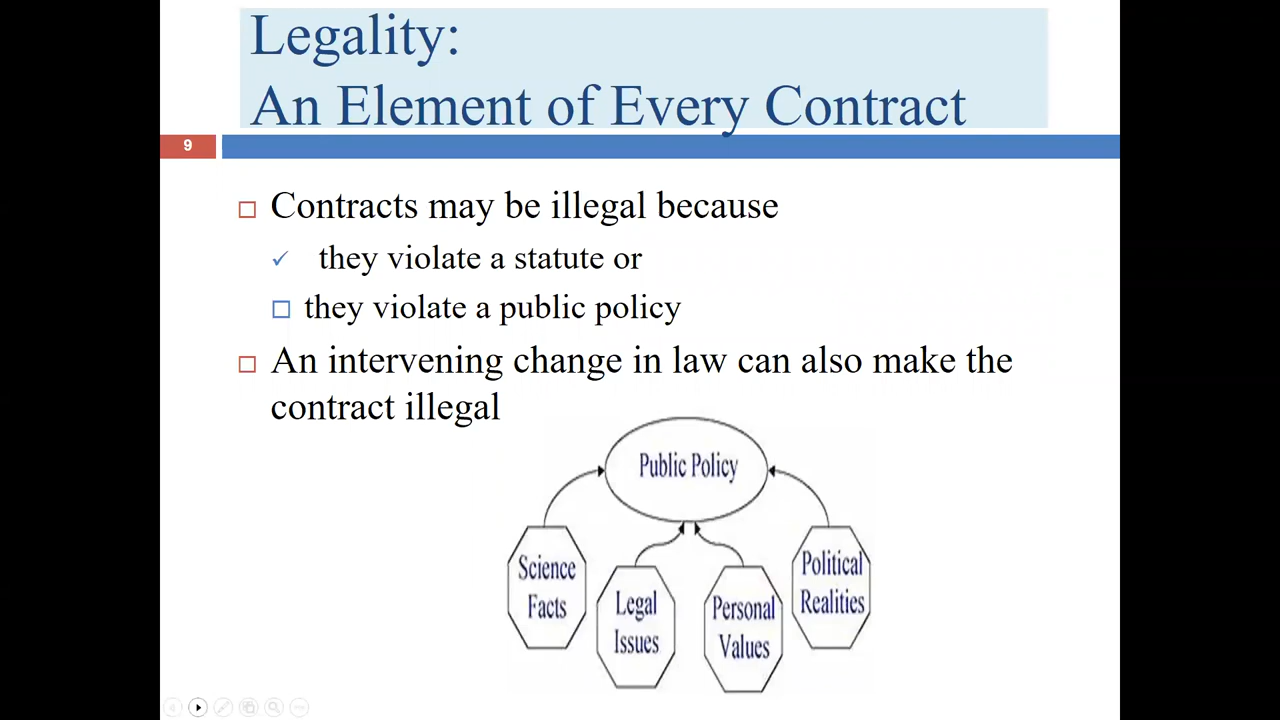 Legality:
An Element of Every Contract
9
Contracts may be illegal because
they violate a statute or
they violate a public policy
An intervening change in law can also make the
contract illegal
Public Policy
Science
Facts
Legal
Issues
Personal
Values
Political
Realities